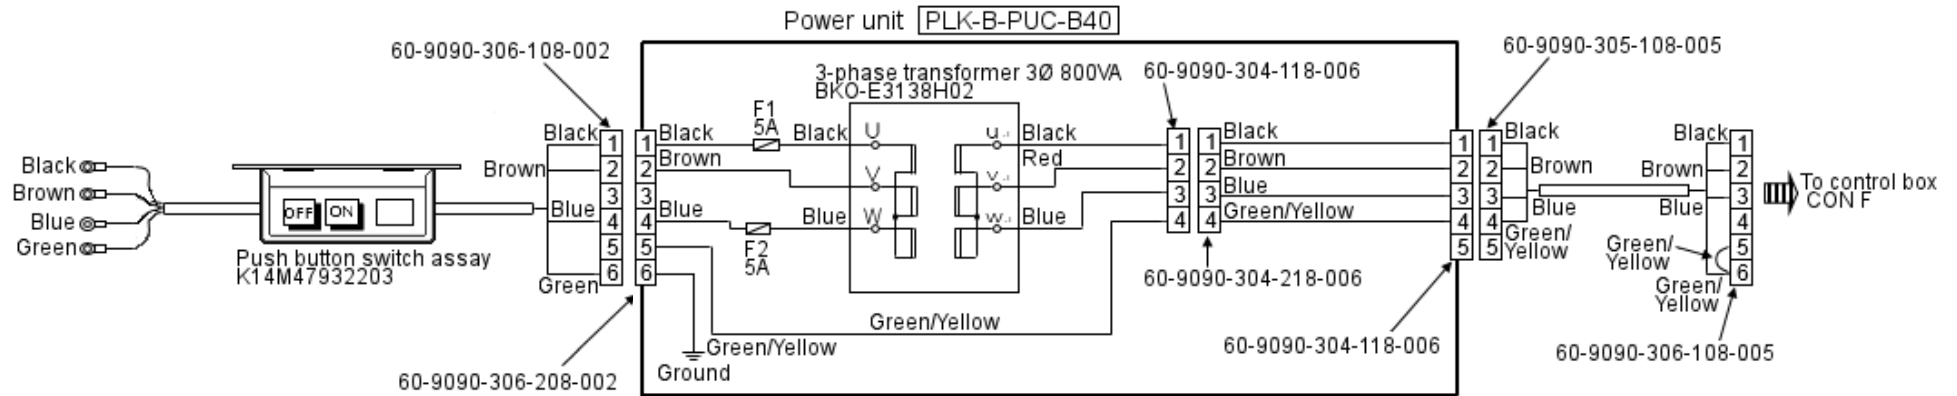 Power unit PLK-B-PUC-B40
60-9090-306-108-002
60-9090-305-108-005
3-phase transformer 3Ø 800VA
BKO-E3138H02
60-9090-304-118-006
F1
5A
Black
Brown
Blue
Green
OFF ON
Push button switch assay
K14M47932203
Black
Brown
Blue
Green
1
2
3
4
5
6
1
2
3
4
5
6
Black
Brown
Blue
Black
Blue
F2
5A
U
V
W
u
v
w
Black
Red
Blue
1
2
3
4
1
2
3
4
Black
Brown
Blue
Green/Yellow
1
2
3
4
5
1
2
3
4
5
Black
Brown
Blue
Green/
Yellow
Black
Brown
Blue
Green/
Yellow
Green/
Yellow
1
2
3
4
5
6
To control box
CON F
60-9090-304-218-006
Green/Yellow
Green/Yellow
Ground
60-9090-306-208-002
60-9090-304-118-006
60-9090-306-108-005